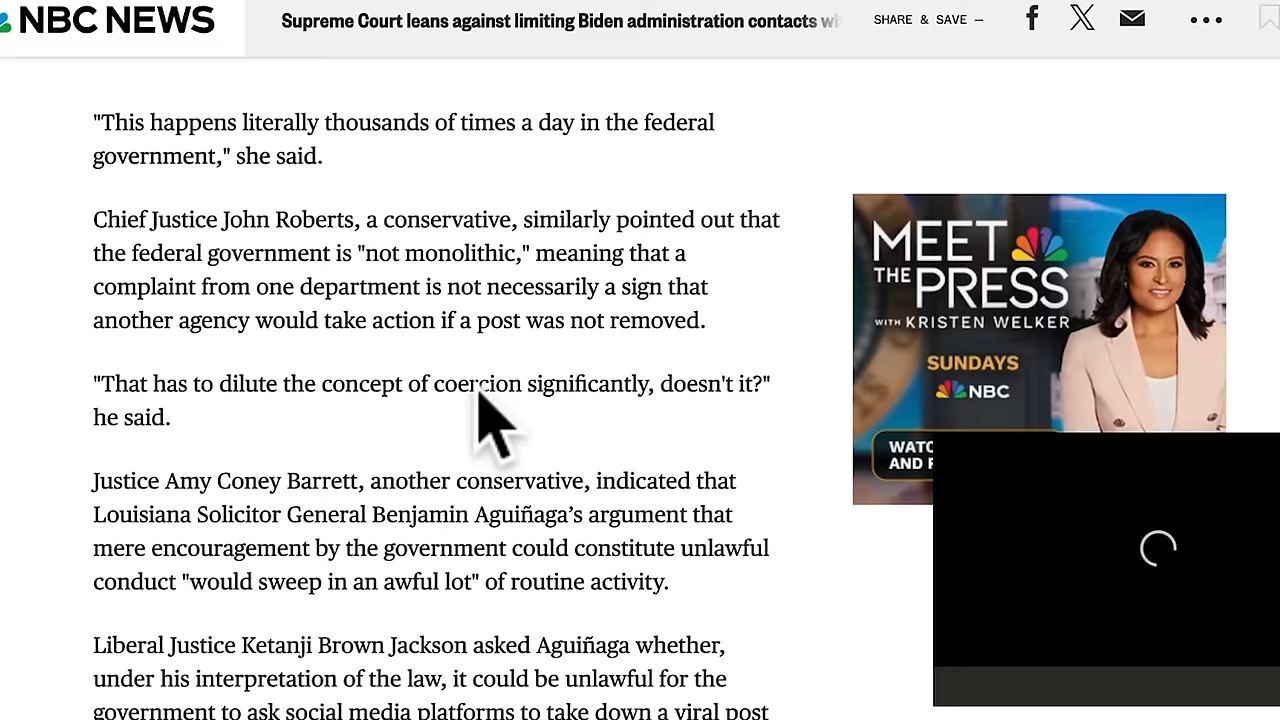 NBC NEWS
Supreme Court leans against limiting Biden administration contacts wi
SHARE & SAVE —
"This happens literally thousands of times a day in the federal
government," she said.
Chief Justice John Roberts, a conservative, similarly pointed out that
the federal government is "not monolithic," meaning that a
complaint from one department is not necessarily a sign that
another agency would take action if a post was not removed.
"That has to dilute the concept of coercion significantly, doesn't it?"
he said.
Justice Amy Coney Barrett, another conservative, indicated that
Louisiana Solicitor General Benjamin Aguiñaga’s argument that
mere encouragement by the government could constitute unlawful
conduct "would sweep in an awful lot" of routine activity.
Liberal Justice Ketanji Brown Jackson asked Aguiñaga whether,
under his interpretation of the law, it could be unlawful for the
government to ask social media platforms to take down a viral post
MEET
THE PRESS
WITH KRISTEN WELKER
SUNDAYS
NBC
WATC
AND